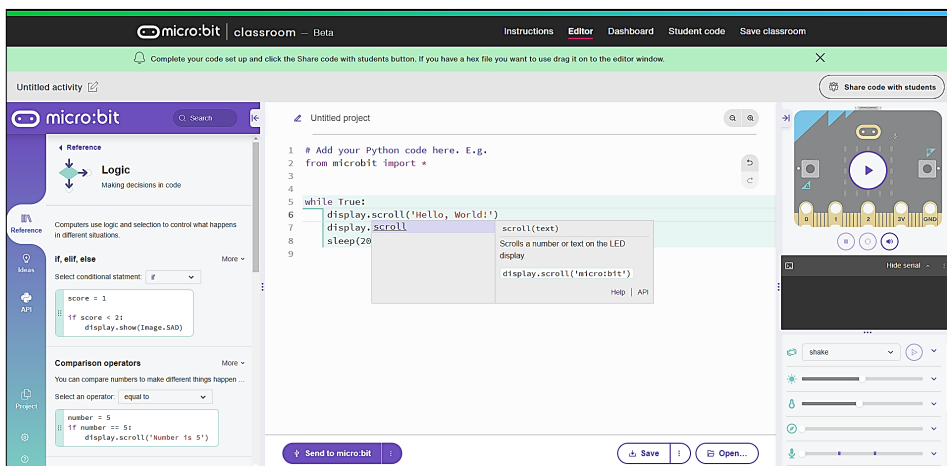 micro:bit | classroom – Beta
Instructions Editor Dashboard Student code Save classroom
Complete your code set up and click the Share code with students button. If you have a hex file you want to use drag it on to the editor window.
Untitled activity
Share code with students
micro:bit
Search
Reference
Logic
Making decisions in code
Reference
Ideas
API
Project
Computers use logic and selection to control what happens
in different situations.
if, elif, else More
Select conditional statment: if
score = 1
if score < 2:
display.show(Image.SAD)
Comparison operators More
You can compare numbers to make different things happen ...
Select an operator: equal to
number = 5
if number == 5:
display.scroll('Number is 5')
Untitled project
1 # Add your Python code here. E.g.
2 from microbit import *
3
4
5 while True:
6 display.scroll('Hello, World!')
7 display.
8 sleep(20
9
scroll
scroll(text)
Scrolls a number or text on the LED
display
display.scroll('micro:bit')
Help | API
Send to micro:bit
Save
Open...
0 1 2 3V GND
Hide serial
shake